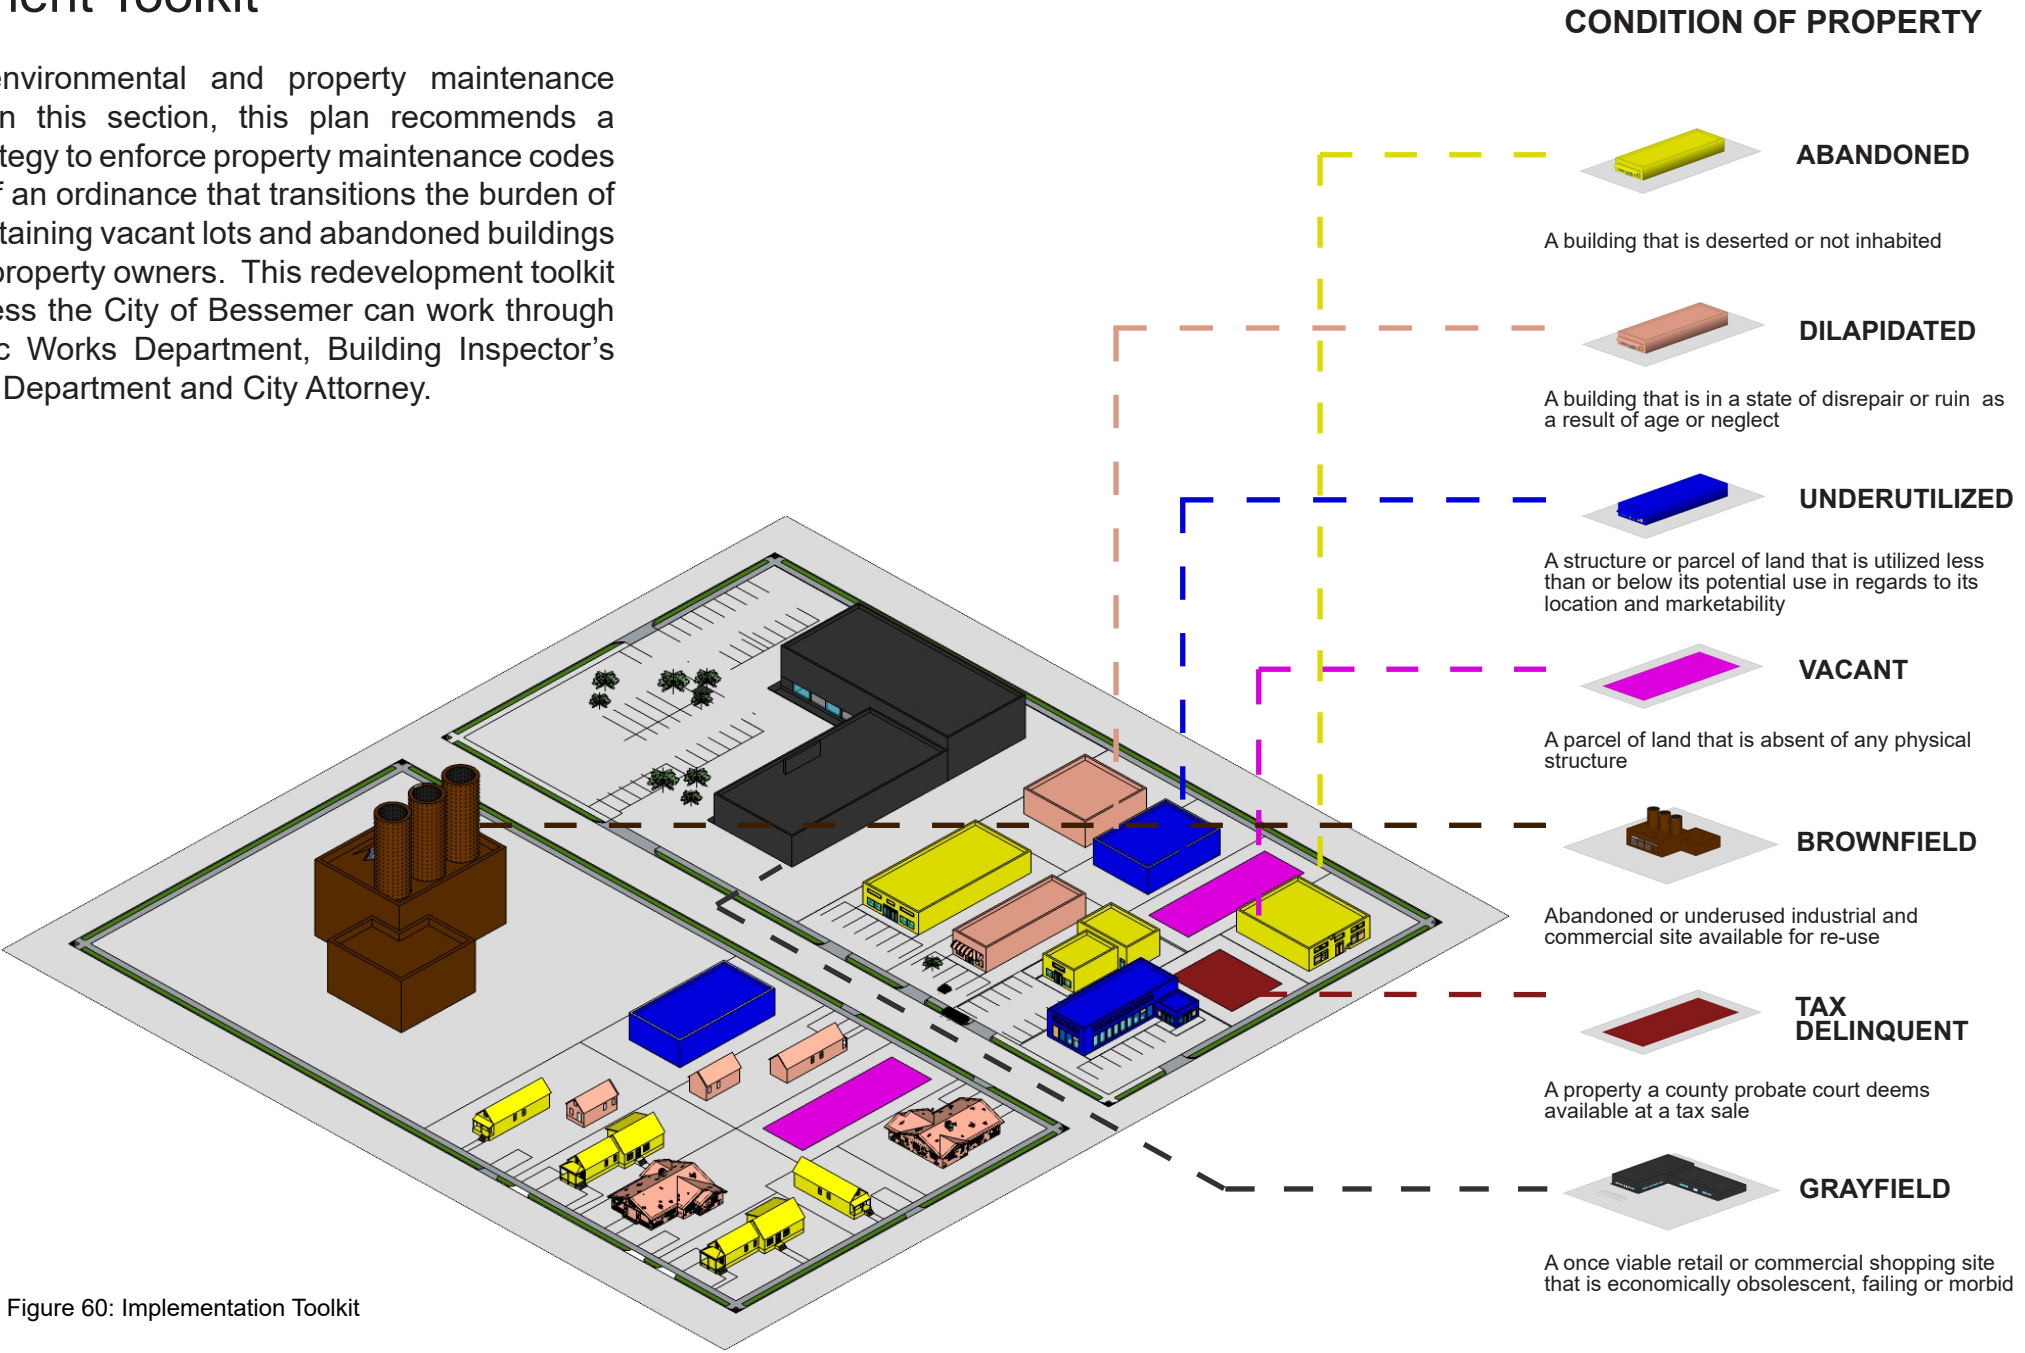 Toolkit
environmental and property maintenance
this section, this plan recommends a
to enforce property maintenance codes
an ordinance that transitions the burden of
vacant lots and abandoned buildings
property owners. This redevelopment toolkit
the City of Bessemer can work through
Works Department, Building Inspector’s
Department and City Attorney.
CONDITION OF PROPERTY
ABANDONED
A building that is deserted or not inhabited
DILAPIDATED
A building that is in a state of disrepair or ruin as
a result of age or neglect
UNDERUTILIZED
A structure or parcel of land that is utilized less
than or below its potential use in regards to its
location and marketability
VACANT
A parcel of land that is absent of any physical
structure
BROWNFIELD
Abandoned or underused industrial and
commercial site available for re-use
TAX
DELINQUENT
A property a county probate court deems
available at a tax sale
GRAYFIELD
A once viable retail or commercial shopping site
that is economically obsolescent, failing or morbid
Figure 60: Implementation Toolkit